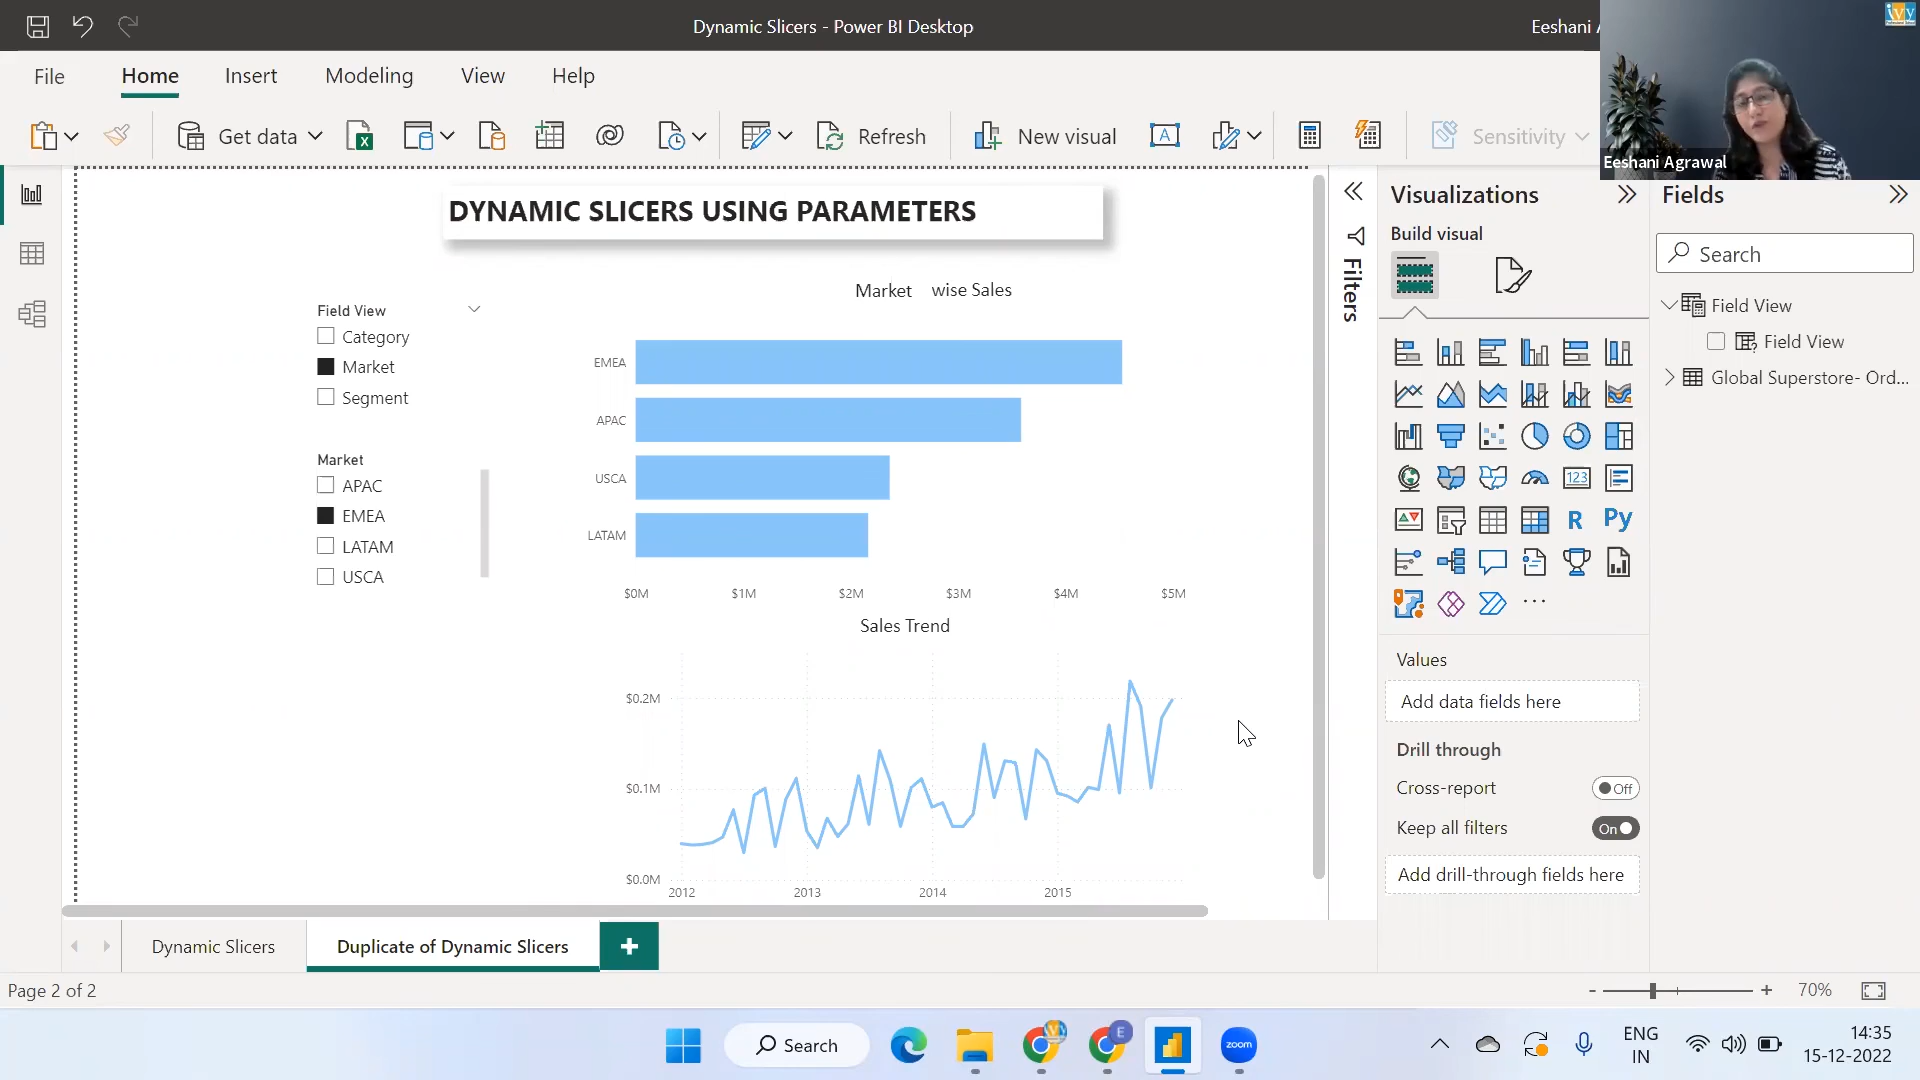 Dynamic Slicers - Power BI Desktop
Eeshani A
ivy
File
Home
Insert
Modeling
View
Help
Get data
Refresh
New visual
Sensitivity
Eeshani Agrawal
DYNAMIC SLICERS USING PARAMETERS
Market wise Sales
Field View
Category
Market
Segment
Market
APAC
EMEA
LATAM
USCA
EMEA
APAC
USCA
LATAM
$0M $1M $2M $3M $4M $5M
Sales Trend
$0.2M
$0.1M
$0.0M
2012 2013 2014 2015
Filters
Visualizations
Build visual
123
R
Py
Values
Add data fields here
Drill through
Cross-report
Off
Keep all filters
On
Add drill-through fields here
Fields
Search
Field View
Field View
Global Superstore- Ord...
Dynamic Slicers
Duplicate of Dynamic Slicers
Page 2 of 2
- + 70%
Search
E
zoom
ENG
IN
14:35
15-12-2022